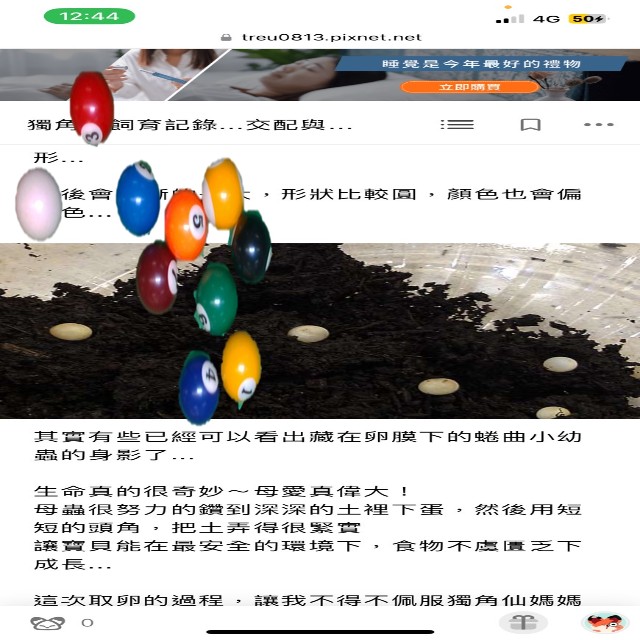 12:44
4G 50
treu0813.pixnet.net
睡覺是今年最好的禮物
立即購買
獨角 飼育記錄...交配與...
形...
後會 ，形狀比較圓，顏色也會偏
色...
3
5
6
4
1
其實有些已經可以看出藏在卵膜下的蜷曲小幼
蟲的身影了...
生命真的很奇妙～母愛真偉大！
母蟲很努力的鑽到深深的土裡下蛋，然後用短
短的頭角，把土弄得很緊實
讓寶貝能在最安全的環境下，食物不虞匱乏下
成長...
這次取卵的過程，讓我不得不佩服獨角仙媽媽
0